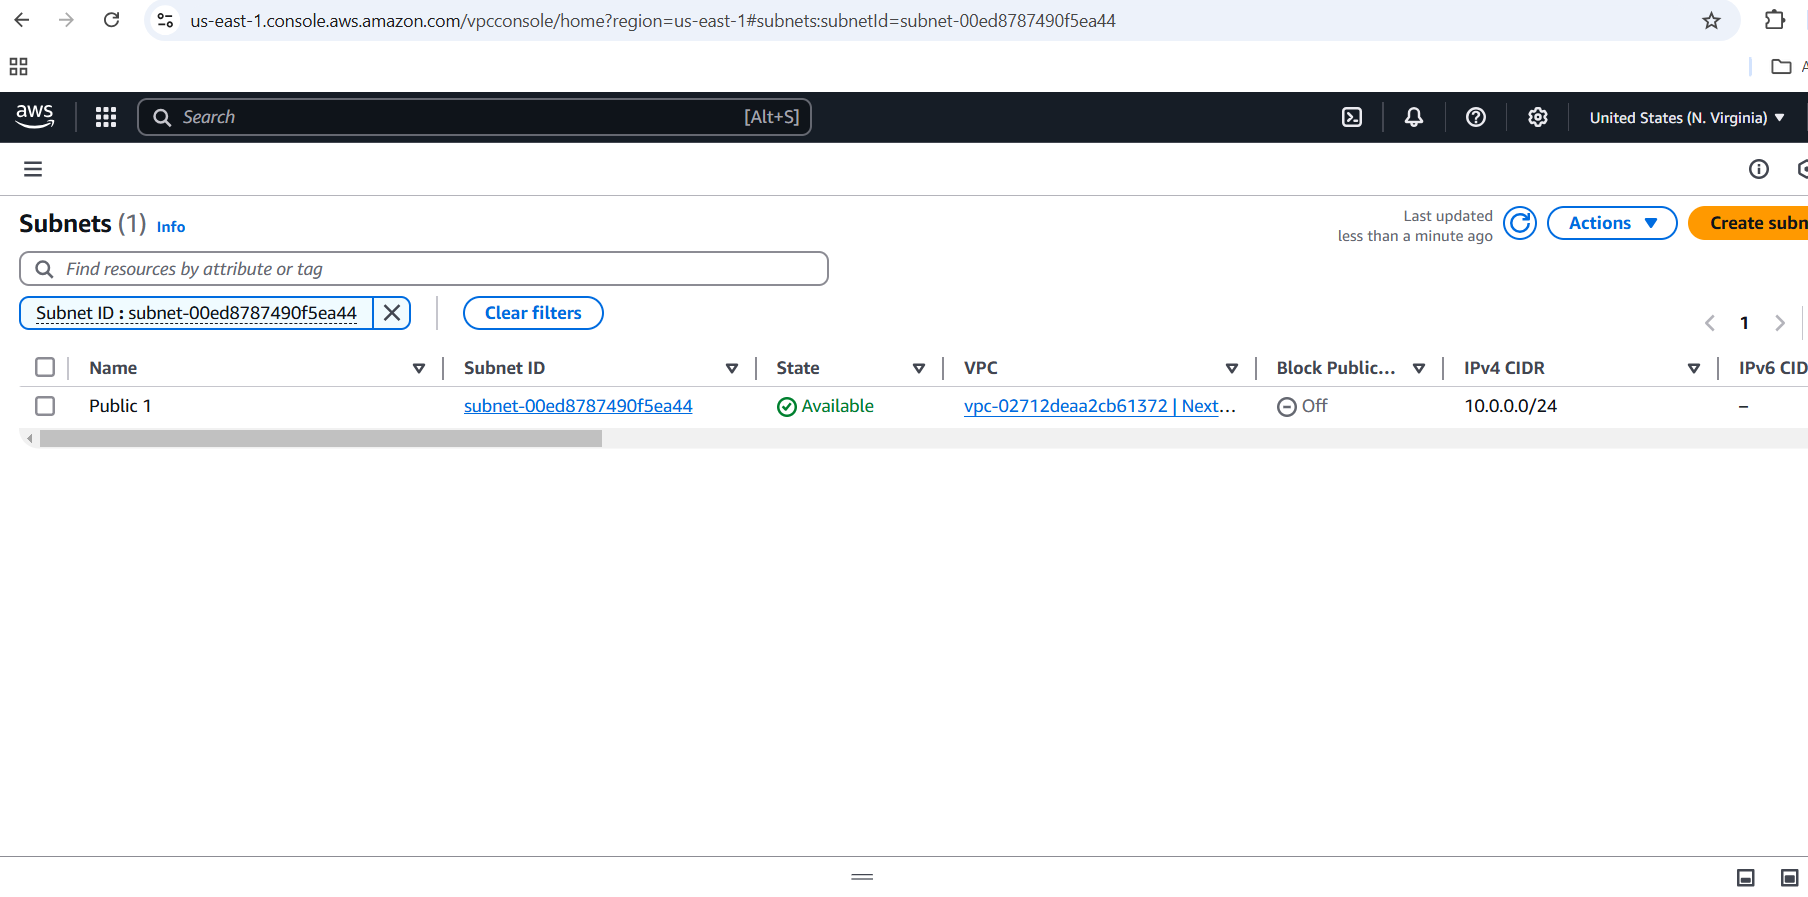 us-east-1.console.aws.amazon.com/vpcconsole/home?region=us-east-1#subnets:subnetId=subnet-00ed8787490f5ea44
A
aws
Search [Alt+S]
United States (N. Virginia)
Subnets (1) Info
Last updated
less than a minute ago
Actions
Create subn
Find resources by attribute or tag
Subnet ID : subnet-00ed8787490f5ea44
Clear filters
1
Name Subnet ID State VPC Block Public... IPv4 CIDR IPv6 CID
Public 1 subnet-00ed8787490f5ea44 Available vpc-02712deaa2cb61372 | Next... Off 10.0.0.0/24 –